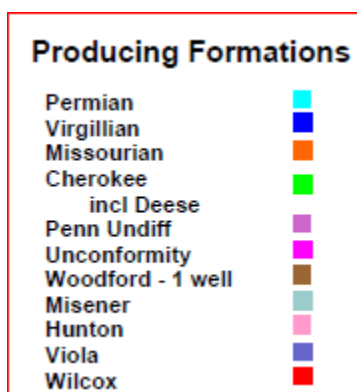 Producing Formations
Permian
Virgillian
Missourian
Cherokee
incl Deese
Penn Undiff
Unconformity
Woodford - 1 well
Misener
Hunton
Viola
Wilcox